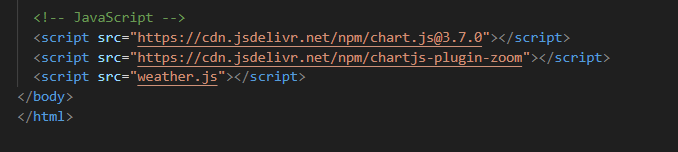 <!-- JavaScript -->
<script src="https://cdn.jsdelivr.net/npm/chart.js@3.7.0"></script>
<script src="https://cdn.jsdelivr.net/npm/chartjs-plugin-zoom"></script>
<script src="weather.js"></script>
</body>
</html>